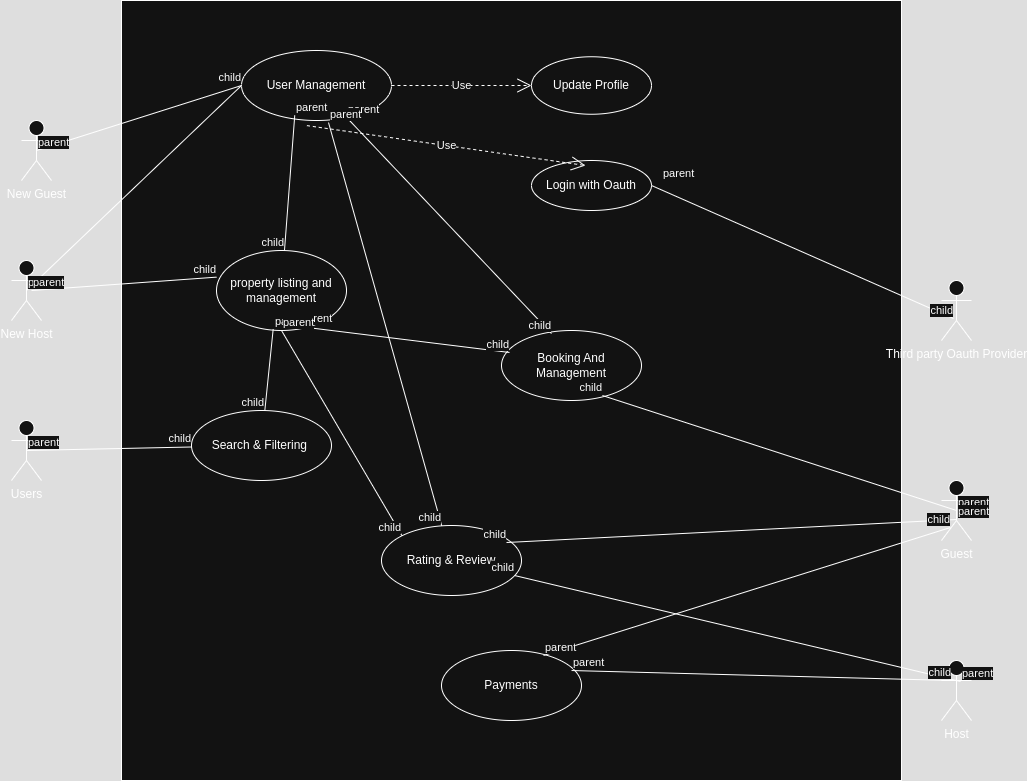 child
User Management
Use
Update Profile
parent
parent
rent
parent
New Guest
Use
Login with Oauth
parent
child
child
parent
property listing and
management
New Host
child
parent
Third party Oauth Provider
parent
rent
child
child
Booking And
Management
child
child
parent
Users
child
Search & Filtering
parent
parent
Guest
child
child
child
child
Rating & Review
child
parent
parent
child
parent
Payments
Host